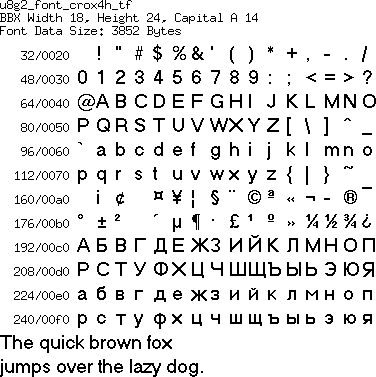 u8g2_font_crox4h_tf
BBX Width 18, Height 24, Capital A 14
Font Data Size: 3852 Bytes
32/0020 ! " # $ % & ' ( ) * + , - . /
48/0030 0 1 2 3 4 5 6 7 8 9 : ; < = > ?
64/0040 @ A B C D E F G H I J K L M N O
80/0050 P Q R S T U V W X Y Z [ \ ] ^ _
96/0060 ` a b c d e f g h i j k l m n o
112/0070 p q r s t u v w x y z { | } ~
160/00a0 ¡ ¢ ¤ ¥ ¦ § ¨ © ª « ¬ - ® ¯
176/00b0 ° ± ² ´ µ ¶ · £ ¹ º » ¼ ½ ¾ ¿
192/00c0 А Б В Г Д Е Ж З И Й К Л М Н О П
208/00d0 Р С Т У Ф Х Ц Ч Ш Щ Ъ Ы Ь Э Ю Я
224/00e0 а б в г д е ж з и й к л м н о п
240/00f0 р с т у ф х ц ч ш щ ъ ы ь э ю я
The quick brown fox
jumps over the lazy dog.